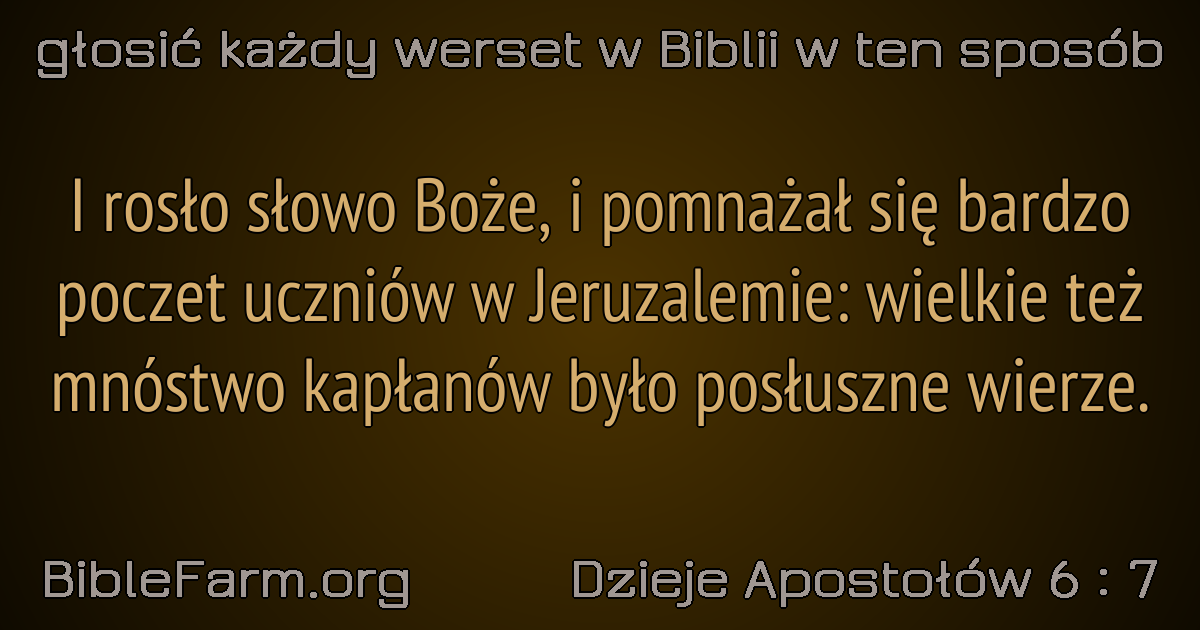 głosić każdy werset w Biblii w ten sposób
I rosło słowo Boże, i pomnażał się bardzo
poczet uczniów w Jeruzalemie: wielkie też
mnóstwo kapłanów było posłuszne wierze.
BibleFarm.org
Dzieje Apostołów 6 : 7